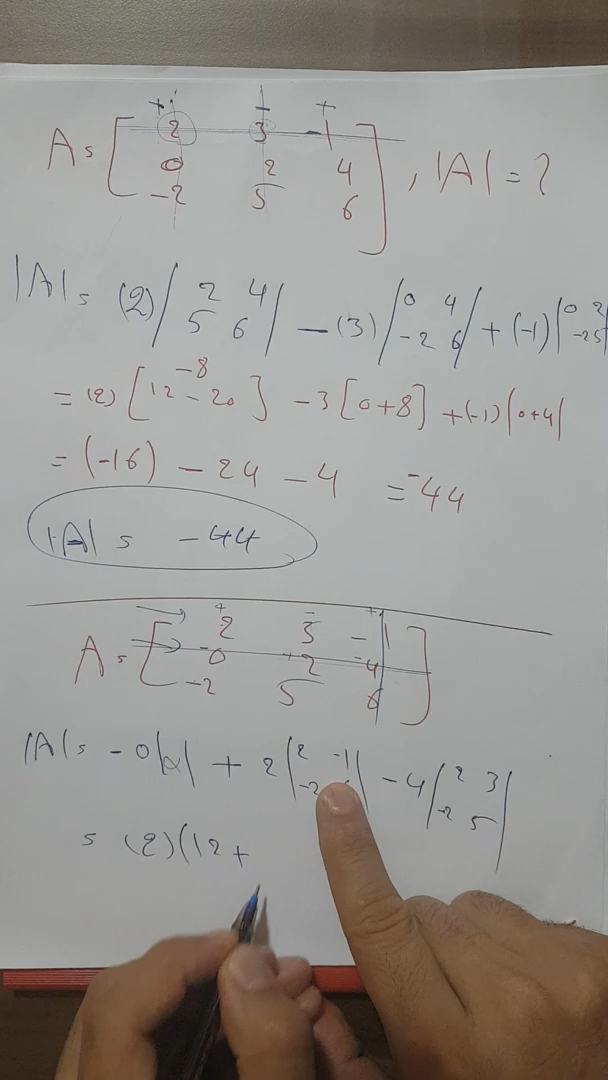 + - +
A = [ 2 3 -1
0 2 4
-2 5 6 ] , |A| = ?
|A| = (2) | 2 4
5 6 | - (3) | 0 4
-2 6 | + (-1) | 0 2
-2 5 |
= (2) [ 12 - 20 ] -8 - 3 [ 0 + 8 ] + (-1) | 0 + 4 |
= (-16) - 24 - 4 = -44
|A| = -44
+ - +
A = [ 2 3 -1
- 0 + 2 - 4
-2 5 6 ]
|A| = - 0 |α| + 2 | 2 -1
-2 | - 4 | 2 3
-2 5 |
= (2)(12 +